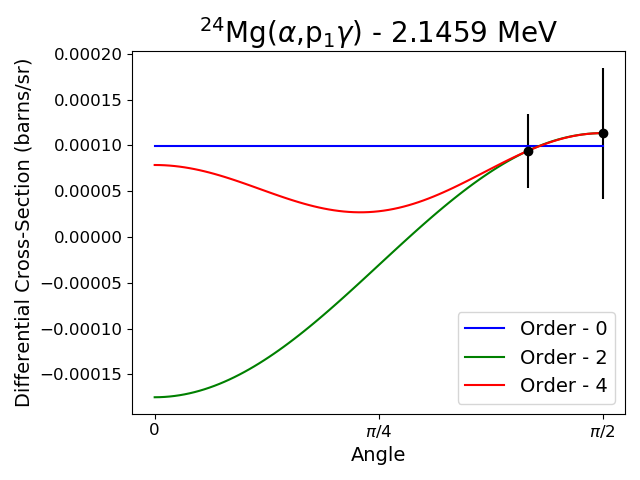 ²⁴Mg(α,p₁γ) - 2.1459 MeV
Differential Cross-Section (barns/sr)
0.00020
0.00015
0.00010
0.00005
0.00000
−0.00005
−0.00010
−0.00015
Order - 0
Order - 2
Order - 4
0
π/4
π/2
Angle